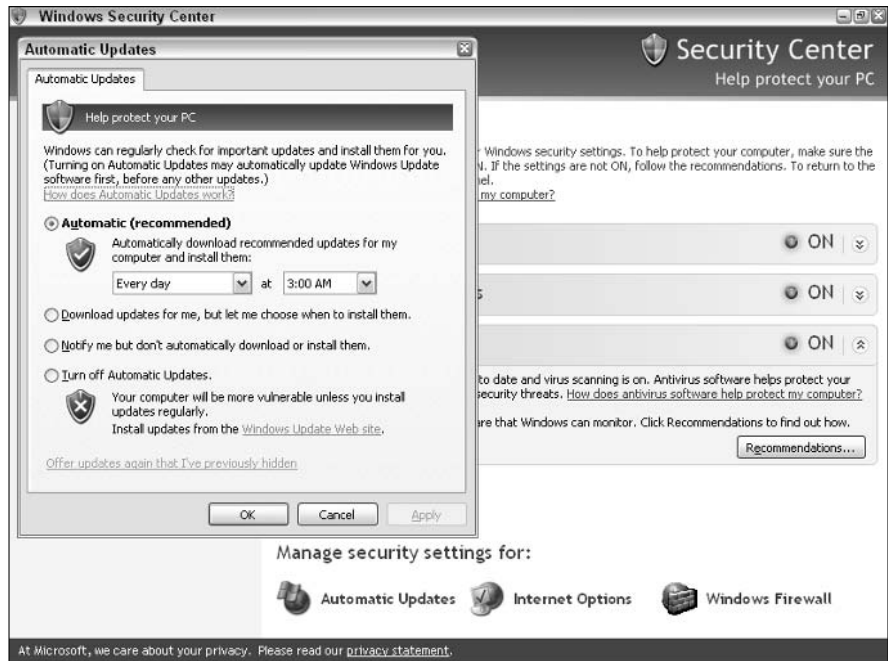 Windows Security Center
Automatic Updates
Automatic Updates
Help protect your PC
Windows can regularly check for important updates and install them for you.
(Turning on Automatic Updates may automatically update Windows Update
software first, before any other updates.)
How does Automatic Updates work?
Automatic (recommended)
Automatically download recommended updates for my
computer and install them:
Every day at 3:00 AM
Download updates for me, but let me choose when to install them.
Notify me but don't automatically download or install them.
Turn off Automatic Updates.
Your computer will be more vulnerable unless you install
updates regularly.
Install updates from the Windows Update Web site.
Offer updates again that I've previously hidden
OK Cancel Apply
Security Center
Help protect your PC
Windows security settings. To help protect your computer, make sure the
If the settings are not ON, follow the recommendations. To return to the
my computer?
ON
ON
ON
to date and virus scanning is on. Antivirus software helps protect your
security threats. How does antivirus software help protect my computer?
that Windows can monitor. Click Recommendations to find out how.
Recommendations...
Manage security settings for:
Automatic Updates Internet Options Windows Firewall
At Microsoft, we care about your privacy. Please read our privacy statement.